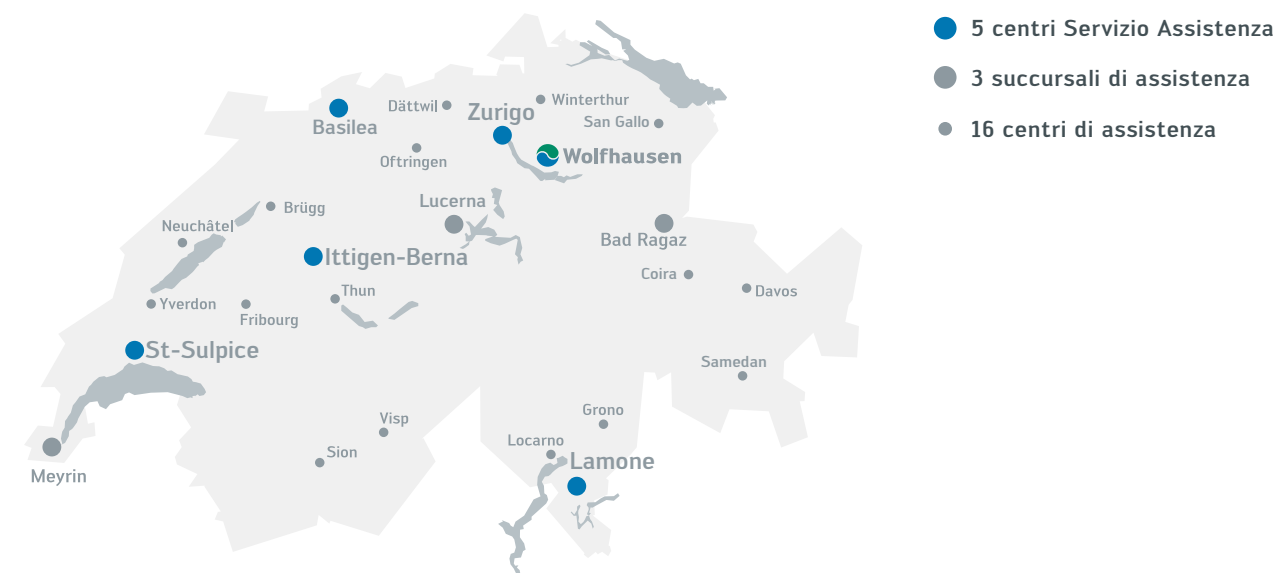 5 centri Servizio Assistenza
3 succursali di assistenza
16 centri di assistenza
Basilea
Dättwil
Zurigo
Winterthur
San Gallo
Oftringen
Wolfhausen
Brügg
Lucerna
Neuchâtel
Bad Ragaz
Ittigen-Berna
Coira
Davos
Yverdon
Fribourg
Thun
St-Sulpice
Samedan
Visp
Grono
Sion
Locarno
Lamone
Meyrin